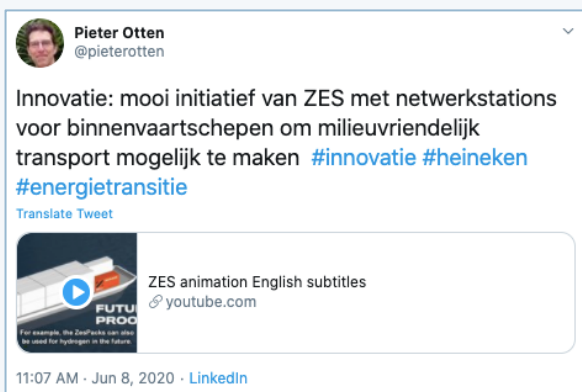 Pieter Otten
@pieterotten
Innovatie: mooi initiatief van ZES met netwerkstations
voor binnenvaartschepen om milieuvriendelijk
transport mogelijk te maken #innovatie #heineken
#energietransitie
Translate Tweet
FUTU
PROO
For example, the ZesPacks can also
be used for hydrogen in the future.
ZES animation English subtitles
youtube.com
11:07 AM · Jun 8, 2020 · LinkedIn